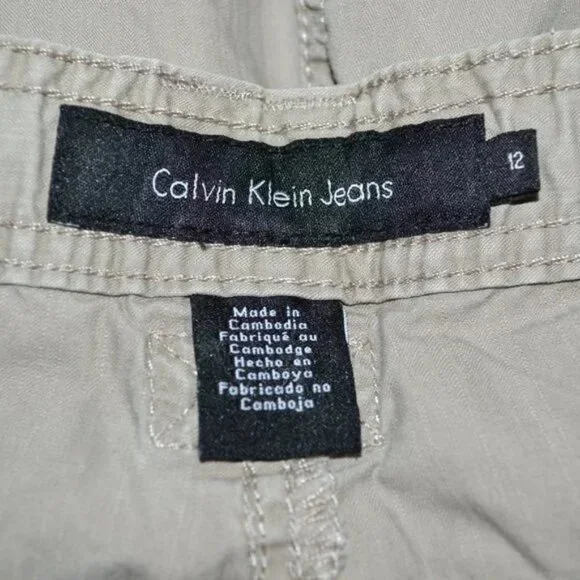 Calvin Klein Jeans
12
Made in
Cambodia
Fabriqué au
Cambodge
Hecho en
Camboya
Fabricado no
Camboja